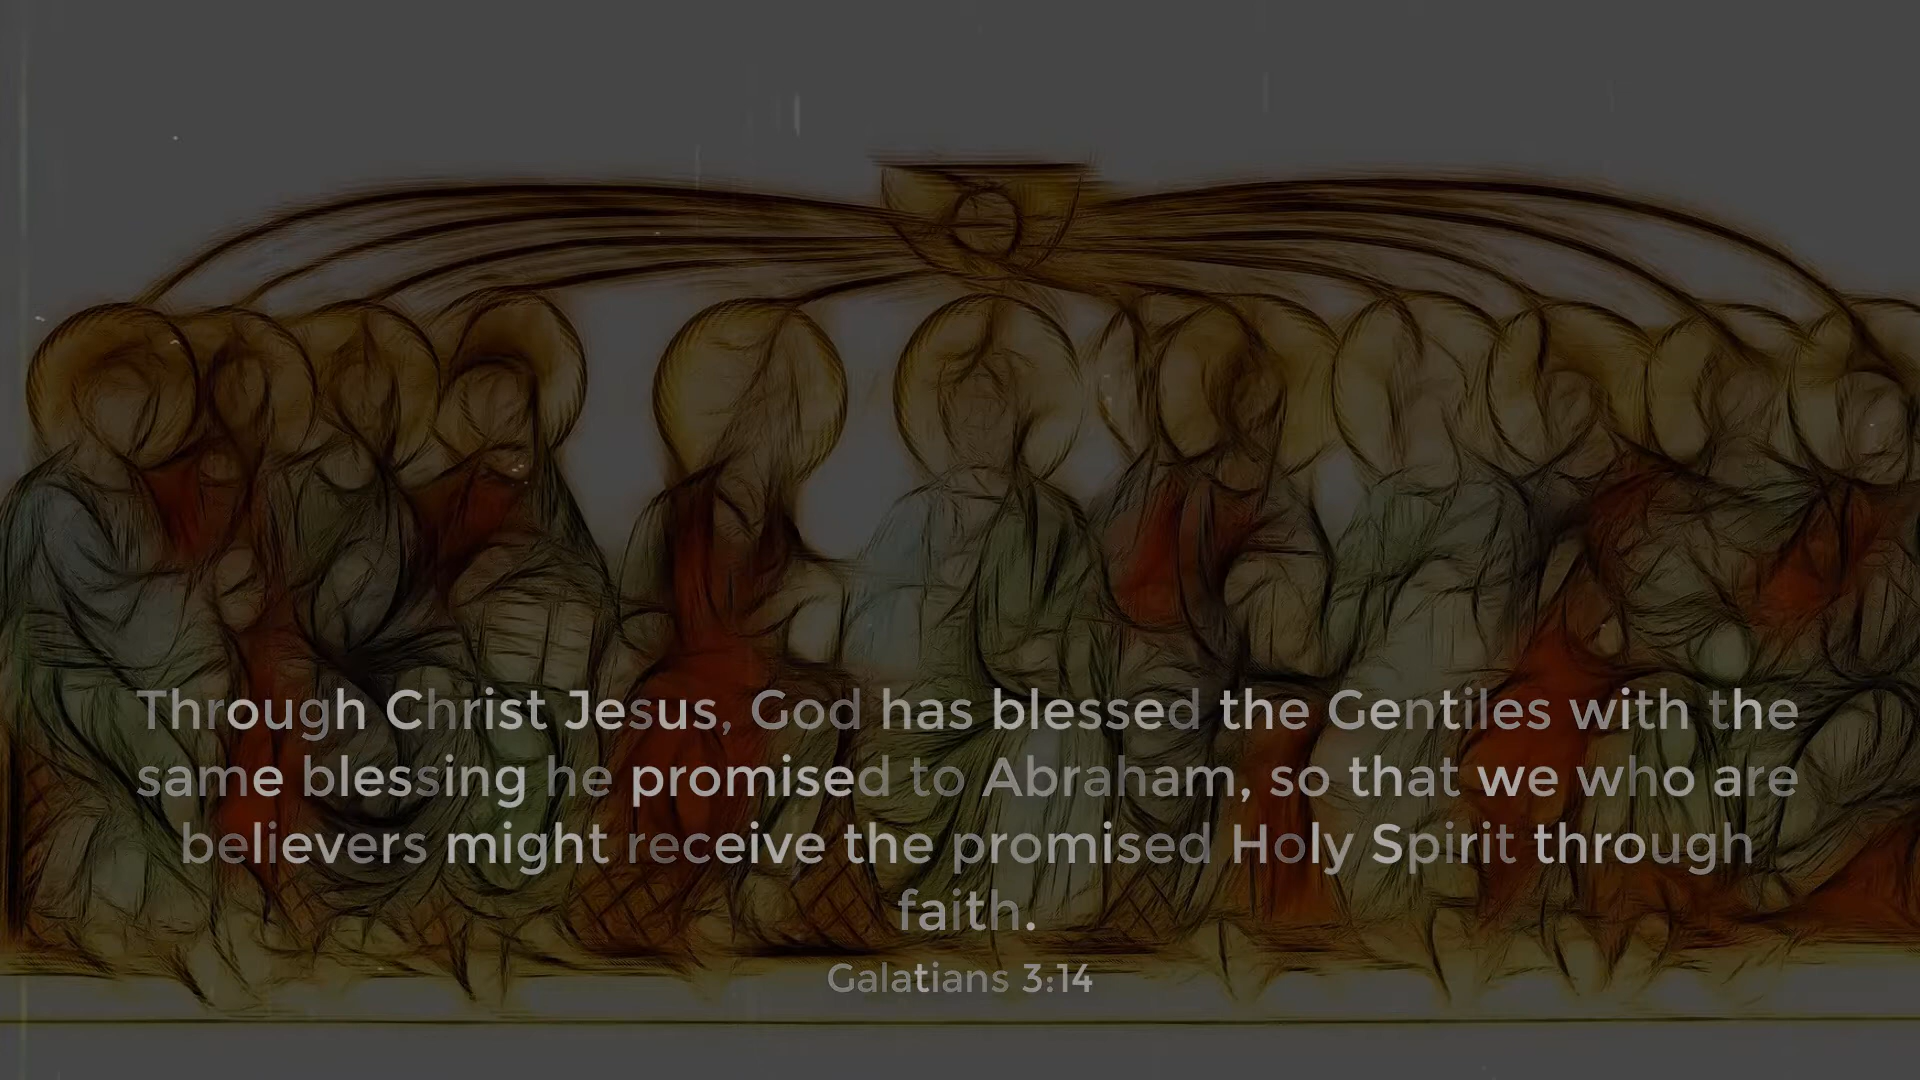 Through Christ Jesus, God has blessed the Gentiles with the
same blessing he promised to Abraham, so that we who are
believers might receive the promised Holy Spirit through
faith.
Galatians 3:14